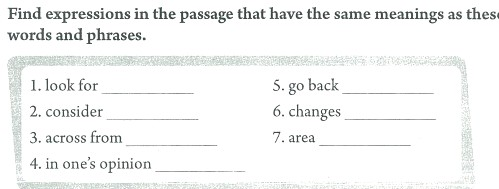 Find expressions in the passage that have the same meanings as these
words and phrases.
1. look for ____________ 5. go back ____________
2. consider ____________ 6. changes ____________
3. across from ____________ 7. area ____________
4. in one's opinion ____________